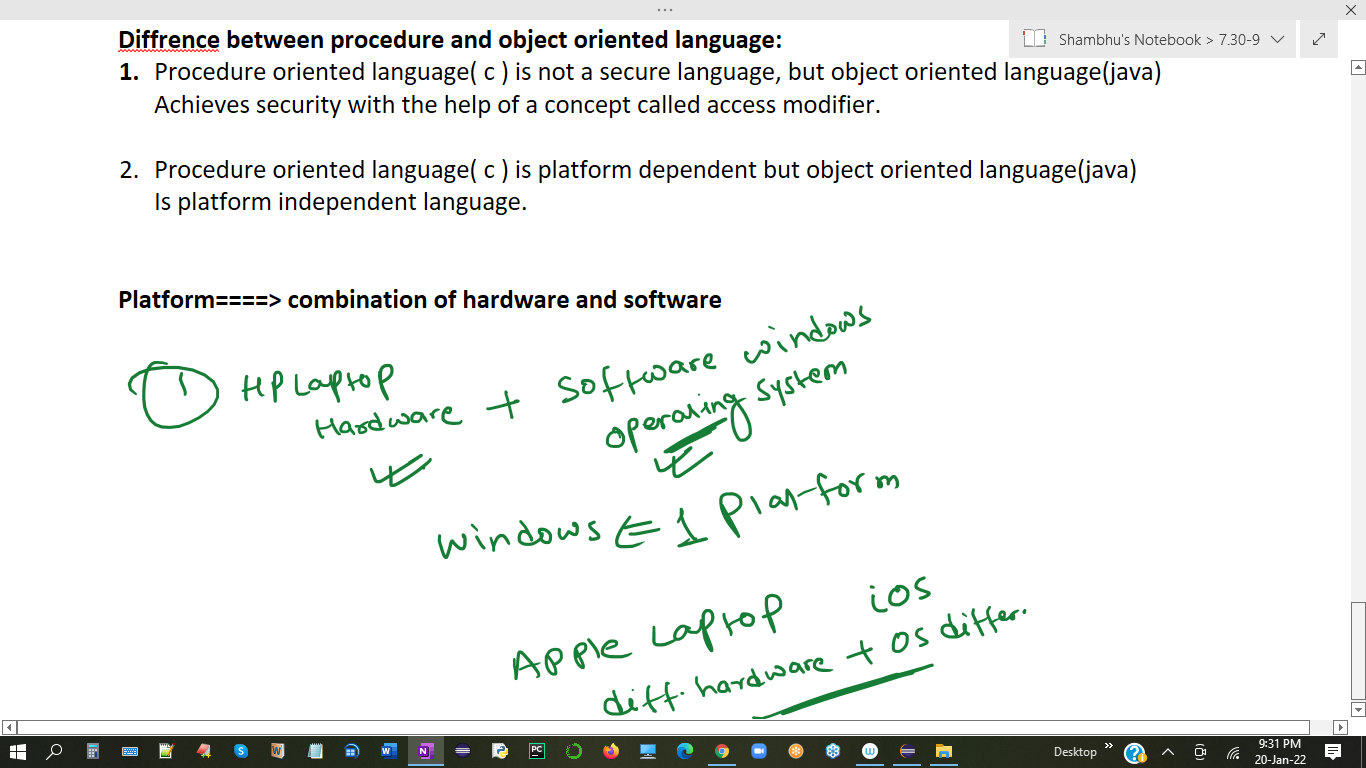 Diffrence between procedure and object oriented language:
Shambhu's Notebook > 7.30-9
1. Procedure oriented language( c ) is not a secure language, but object oriented language(java)
Achieves security with the help of a concept called access modifier.
2. Procedure oriented language( c ) is platform dependent but object oriented language(java)
Is platform independent language.
Platform====> combination of hardware and software
1 HP Laptop
Hardware + Software windows
operating system
windows ⇐ 1 Platform
Apple Laptop ios
diff. hardware + OS differ.
Desktop
9:31 PM
20-Jan-22